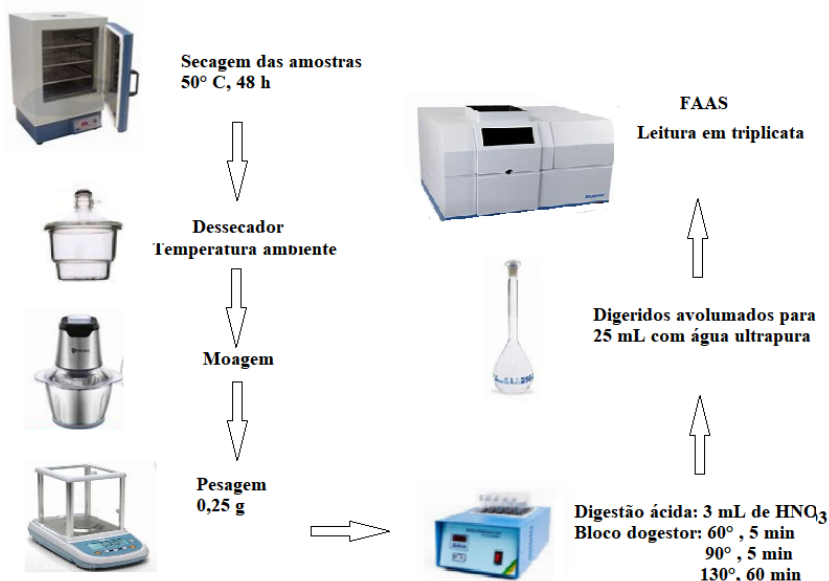 Secagem das amostras
50° C, 48 h
Dessecador
Temperatura ambiente
Moagem
Pesagem
0,25 g
Digestão ácida: 3 mL de HNO3
Bloco dogestor: 60° , 5 min
90° , 5 min
130°, 60 min
Digeridos avolumados para
25 mL com água ultrapura
FAAS
Leitura em triplicata